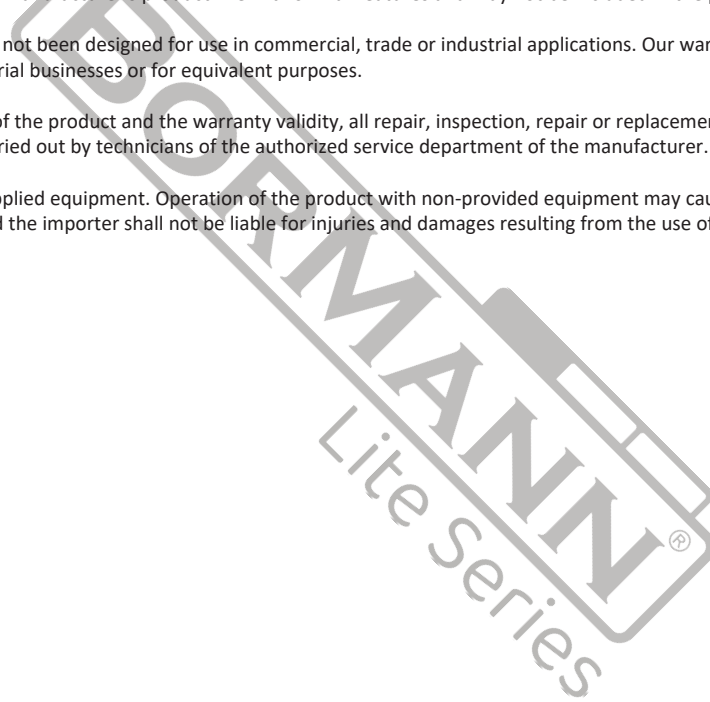 not been designed for use in commercial, trade or industrial applications. Our war
rial businesses or for equivalent purposes.
of the product and the warranty validity, all repair, inspection, repair or replacemen
ried out by technicians of the authorized service department of the manufacturer.
pplied equipment. Operation of the product with non-provided equipment may cau
d the importer shall not be liable for injuries and damages resulting from the use of
BORMANN®
Lite Series